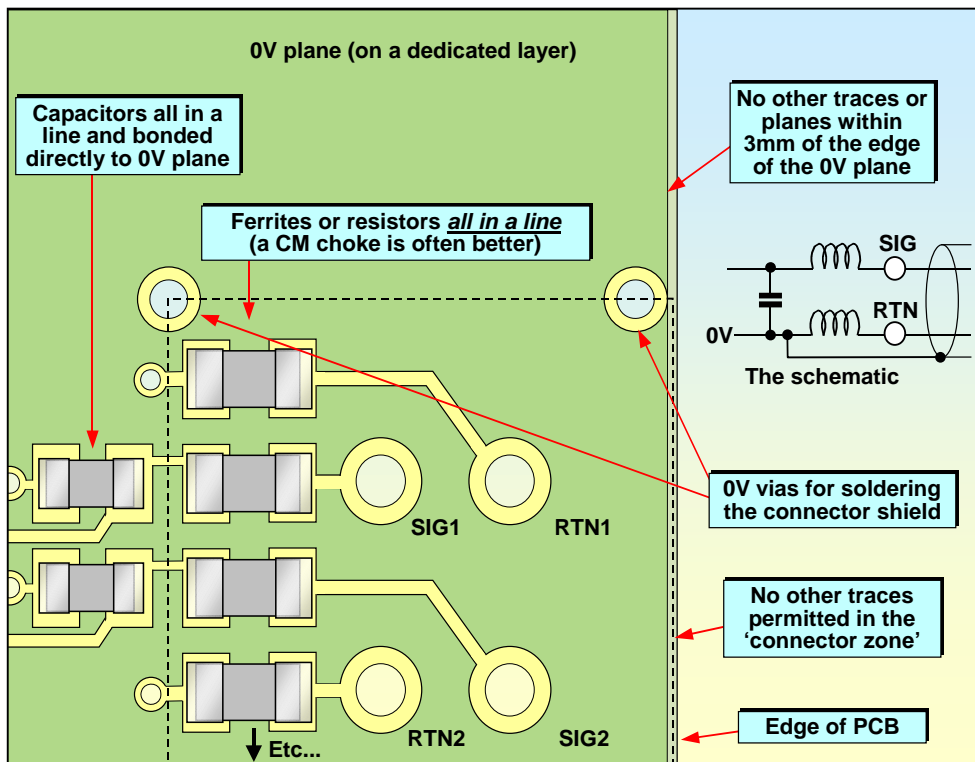 0V plane (on a dedicated layer)
Capacitors all in a
line and bonded
directly to 0V plane
No other traces or
planes within
3mm of the edge
of the 0V plane
Ferrites or resistors all in a line
(a CM choke is often better)
SIG
RTN
0V
The schematic
SIG1
RTN1
0V vias for soldering
the connector shield
No other traces
permitted in the
‘connector zone’
RTN2
SIG2
Edge of PCB
Etc...